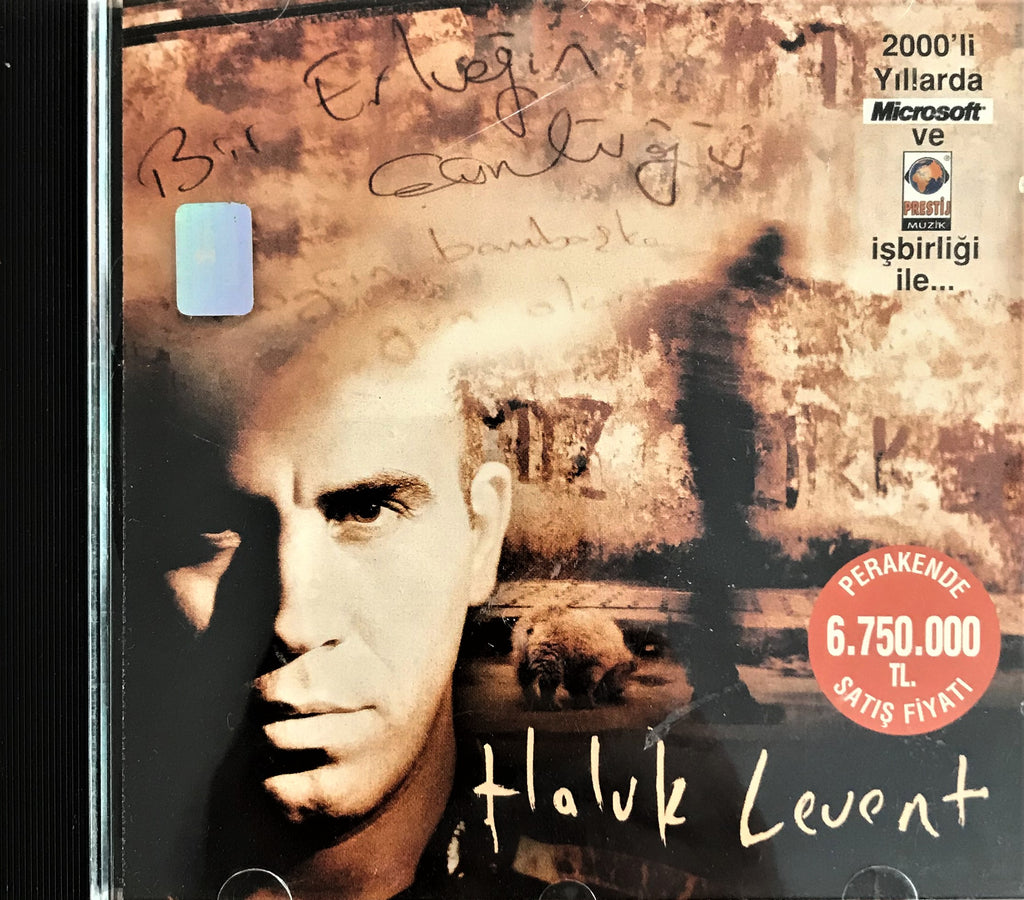 Bir Erkeğin
Günlüğü
bambaşka
2000'li
Yıllarda
Microsoft
ve
PRESTİJ
MÜZİK
işbirliği
ile...
PERAKENDE
6.750.000
TL.
SATIŞ FİYATI
Haluk Levent